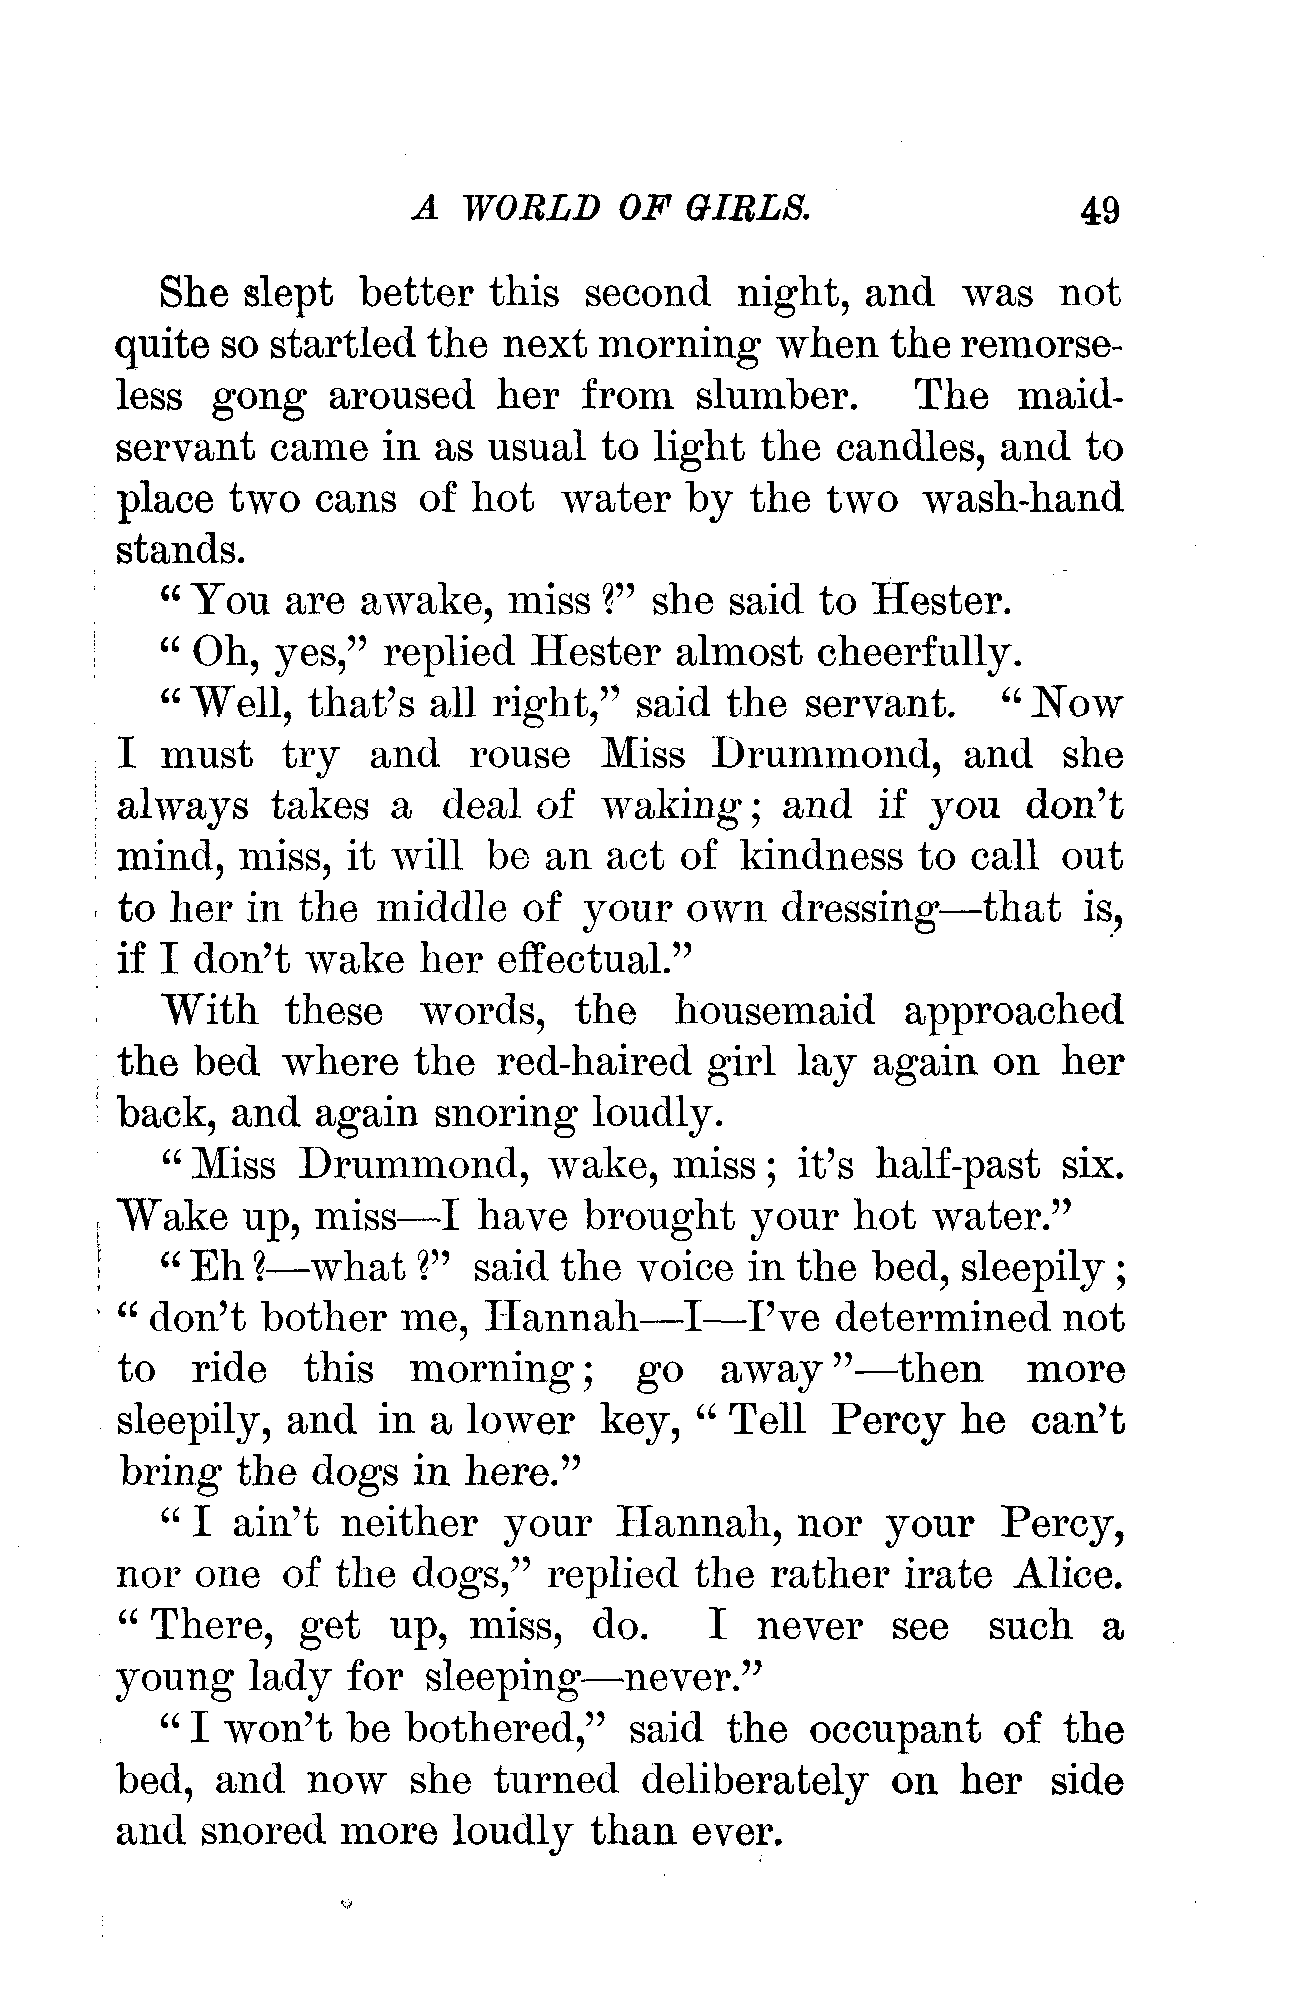 A WORLD OF GIRLS. 49
She slept better this second night, and was not
quite so startled the next morning when the remorse-
less gong aroused her from slumber. The maid-
servant came in as usual to light the candles, and to
place two cans of hot water by the two wash-hand
stands.
“ You are awake, miss ?” she said to Hester.
“ Oh, yes,” replied Hester almost cheerfully.
“ Well, that’s all right,” said the servant. “ Now
I must try and rouse Miss Drummond, and she
always takes a deal of waking ; and if you don’t
mind, miss, it will be an act of kindness to call out
to her in the middle of your own dressing—that is,
if I don’t wake her effectual.”
With these words, the housemaid approached
the bed where the red-haired girl lay again on her
back, and again snoring loudly.
“ Miss Drummond, wake, miss ; it’s half-past six.
Wake up, miss—I have brought your hot water.”
“ Eh ?—what ?” said the voice in the bed, sleepily ;
“ don’t bother me, Hannah—I—I’ve determined not
to ride this morning ; go away ”—then more
sleepily, and in a lower key, “ Tell Percy he can’t
bring the dogs in here.”
“ I ain’t neither your Hannah, nor your Percy,
nor one of the dogs,” replied the rather irate Alice.
“ There, get up, miss, do. I never see such a
young lady for sleeping—never.”
“ I won’t be bothered,” said the occupant of the
bed, and now she turned deliberately on her side
and snored more loudly than ever.